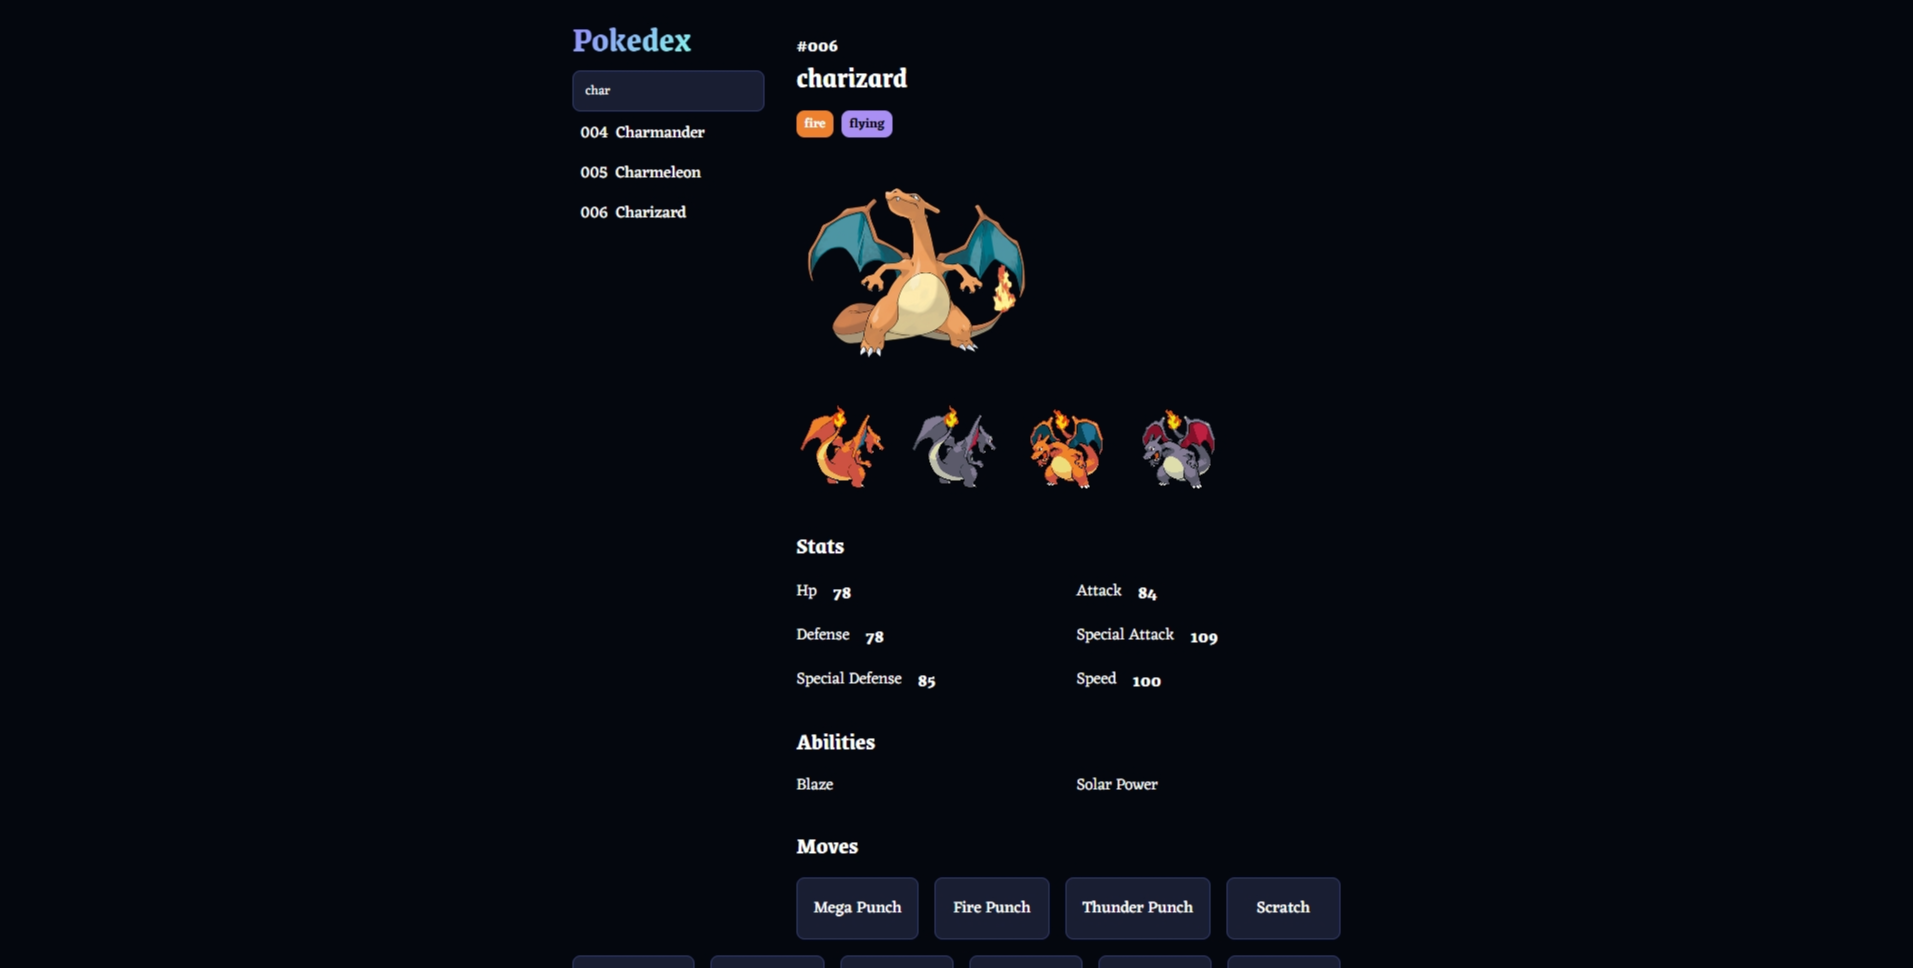 Pokedex
char
004 Charmander
005 Charmeleon
006 Charizard
#006
charizard
fire flying
Stats
Hp 78 Attack 84
Defense 78 Special Attack 109
Special Defense 85 Speed 100
Abilities
Blaze Solar Power
Moves
Mega Punch Fire Punch Thunder Punch Scratch